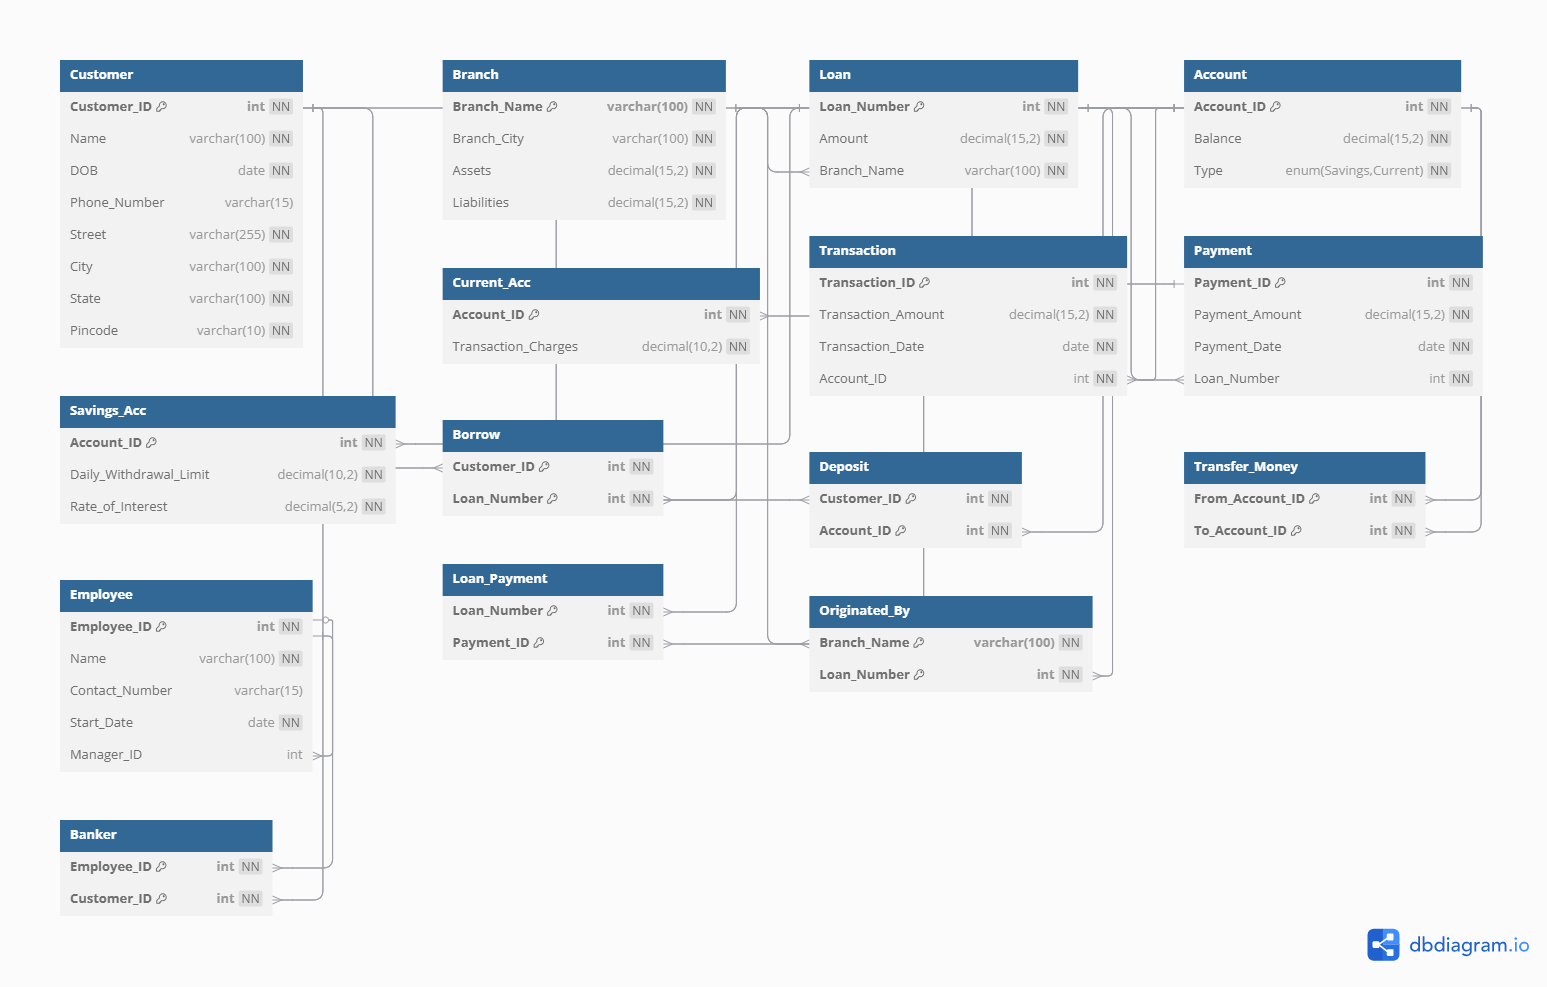 Customer
Customer_ID int NN
Name varchar(100) NN
DOB date NN
Phone_Number varchar(15)
Street varchar(255) NN
City varchar(100) NN
State varchar(100) NN
Pincode varchar(10) NN
Branch
Branch_Name varchar(100) NN
Branch_City varchar(100) NN
Assets decimal(15,2) NN
Liabilities decimal(15,2) NN
Loan
Loan_Number int NN
Amount decimal(15,2) NN
Branch_Name varchar(100) NN
Account
Account_ID int NN
Balance decimal(15,2) NN
Type enum(Savings,Current) NN
Current_Acc
Account_ID int NN
Transaction_Charges decimal(10,2) NN
Transaction
Transaction_ID int NN
Transaction_Amount decimal(15,2) NN
Transaction_Date date NN
Account_ID int NN
Payment
Payment_ID int NN
Payment_Amount decimal(15,2) NN
Payment_Date date NN
Loan_Number int NN
Savings_Acc
Account_ID int NN
Daily_Withdrawal_Limit decimal(10,2) NN
Rate_of_Interest decimal(5,2) NN
Borrow
Customer_ID int NN
Loan_Number int NN
Deposit
Customer_ID int NN
Account_ID int NN
Transfer_Money
From_Account_ID int NN
To_Account_ID int NN
Employee
Employee_ID int NN
Name varchar(100) NN
Contact_Number varchar(15)
Start_Date date NN
Manager_ID int
Loan_Payment
Loan_Number int NN
Payment_ID int NN
Originated_By
Branch_Name varchar(100) NN
Loan_Number int NN
Banker
Employee_ID int NN
Customer_ID int NN
dbdiagram.io